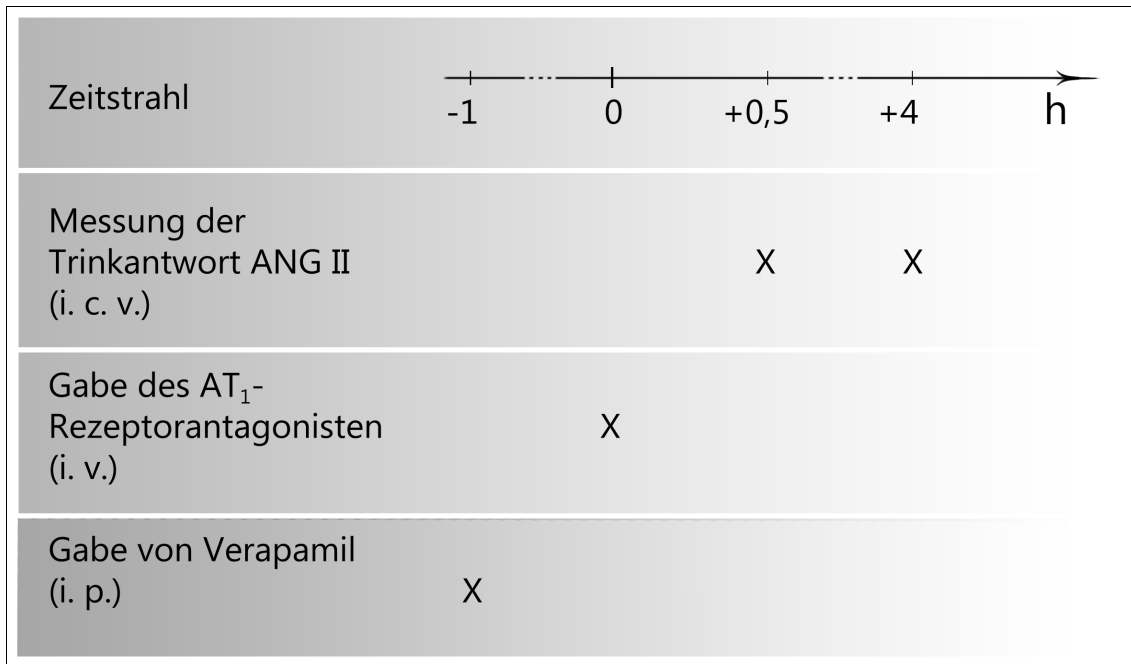 Zeitstrahl
-1 0 +0,5 +4 h
Messung der
Trinkantwort ANG II
(i. c. v.)
X X
Gabe des AT₁-
Rezeptorantagonisten
(i. v.)
X
Gabe von Verapamil
(i. p.)
X